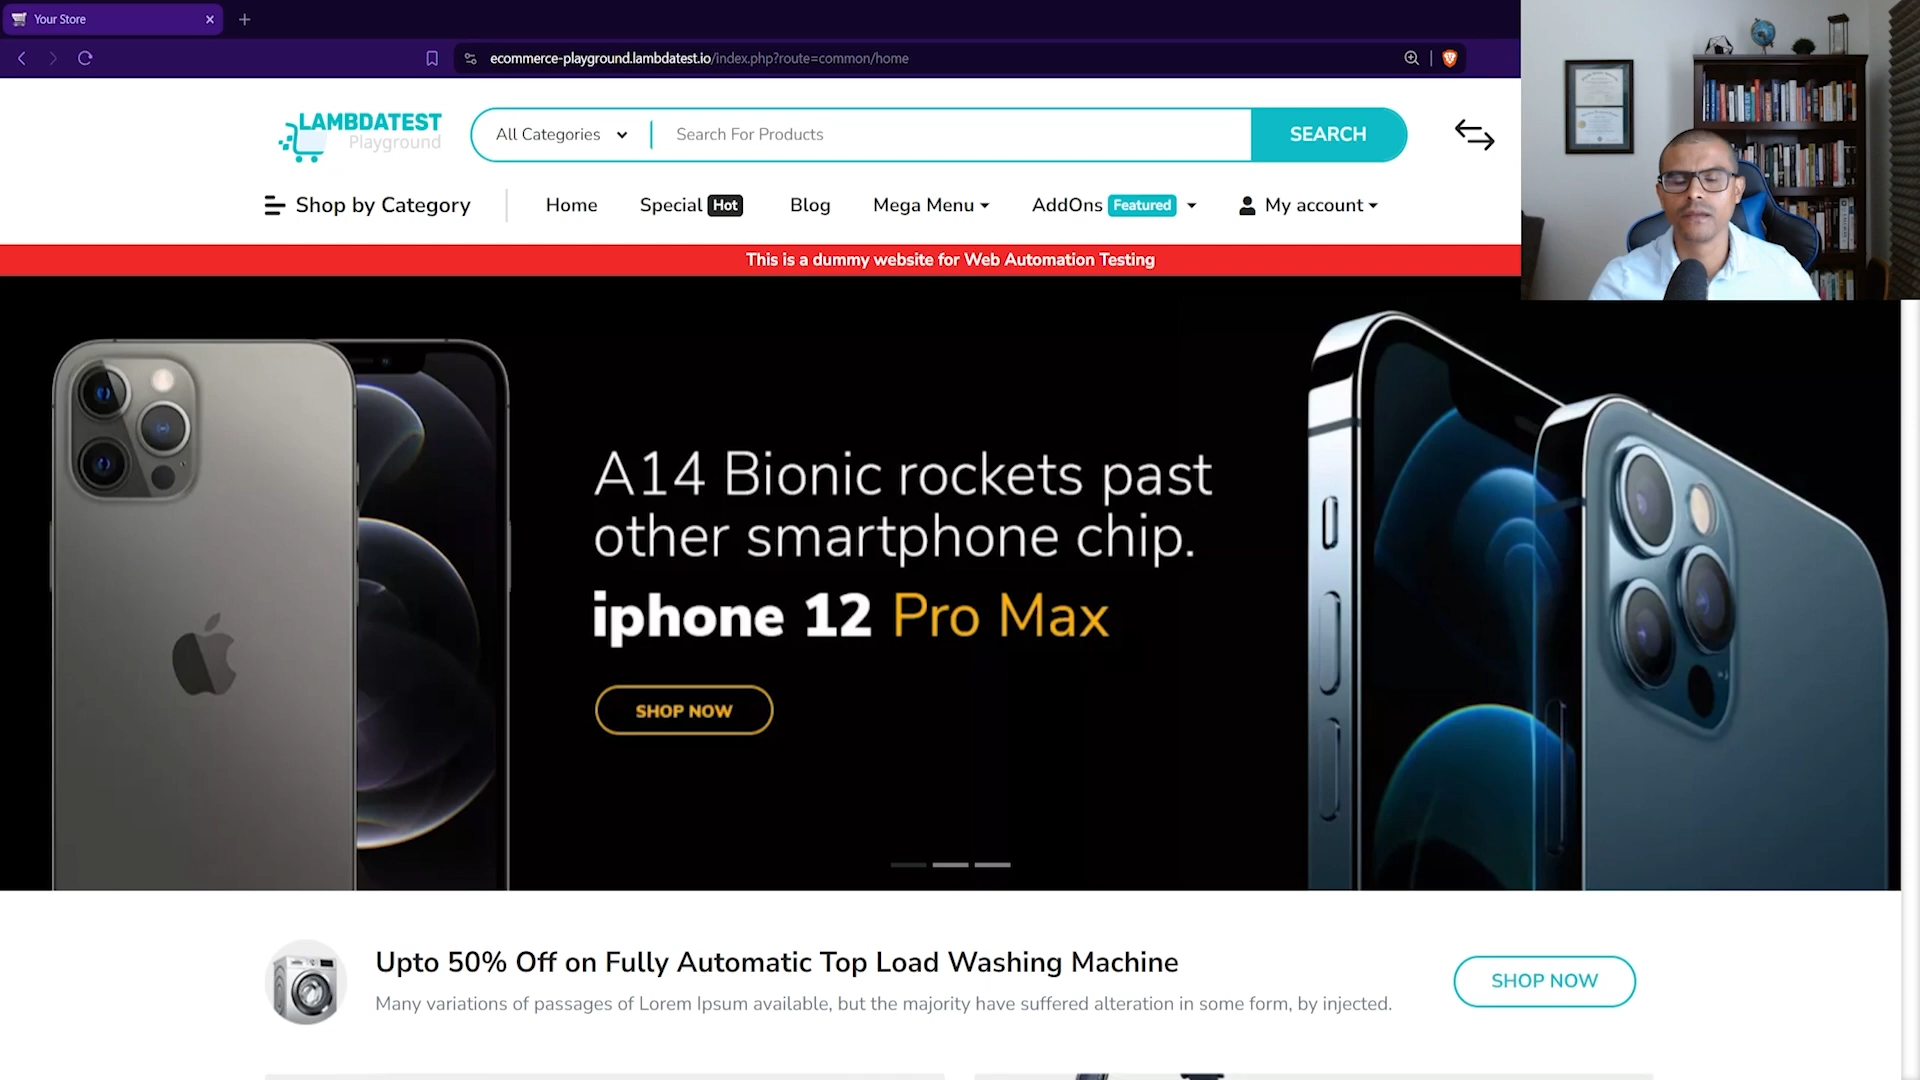 Your Store
ecommerce-playground.lambdatest.io/index.php?route=common/home
LAMBDATEST
Playground
All Categories
Search For Products
SEARCH
Shop by Category
Home
Special Hot
Blog
Mega Menu
AddOns Featured
My account
This is a dummy website for Web Automation Testing
A14 Bionic rockets past
other smartphone chip.
iphone 12 Pro Max
SHOP NOW
Upto 50% Off on Fully Automatic Top Load Washing Machine
Many variations of passages of Lorem Ipsum available, but the majority have suffered alteration in some form, by injected.
SHOP NOW